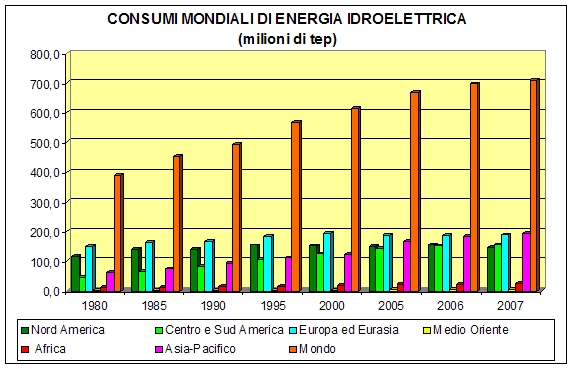 CONSUMI MONDIALI DI ENERGIA IDROELETTRICA
(milioni di tep)
800,0
700,0
600,0
500,0
400,0
300,0
200,0
100,0
0,0
1980 1985 1990 1995 2000 2005 2006 2007
Nord America Centro e Sud America Europa ed Eurasia Medio Oriente
Africa Asia-Pacifico Mondo